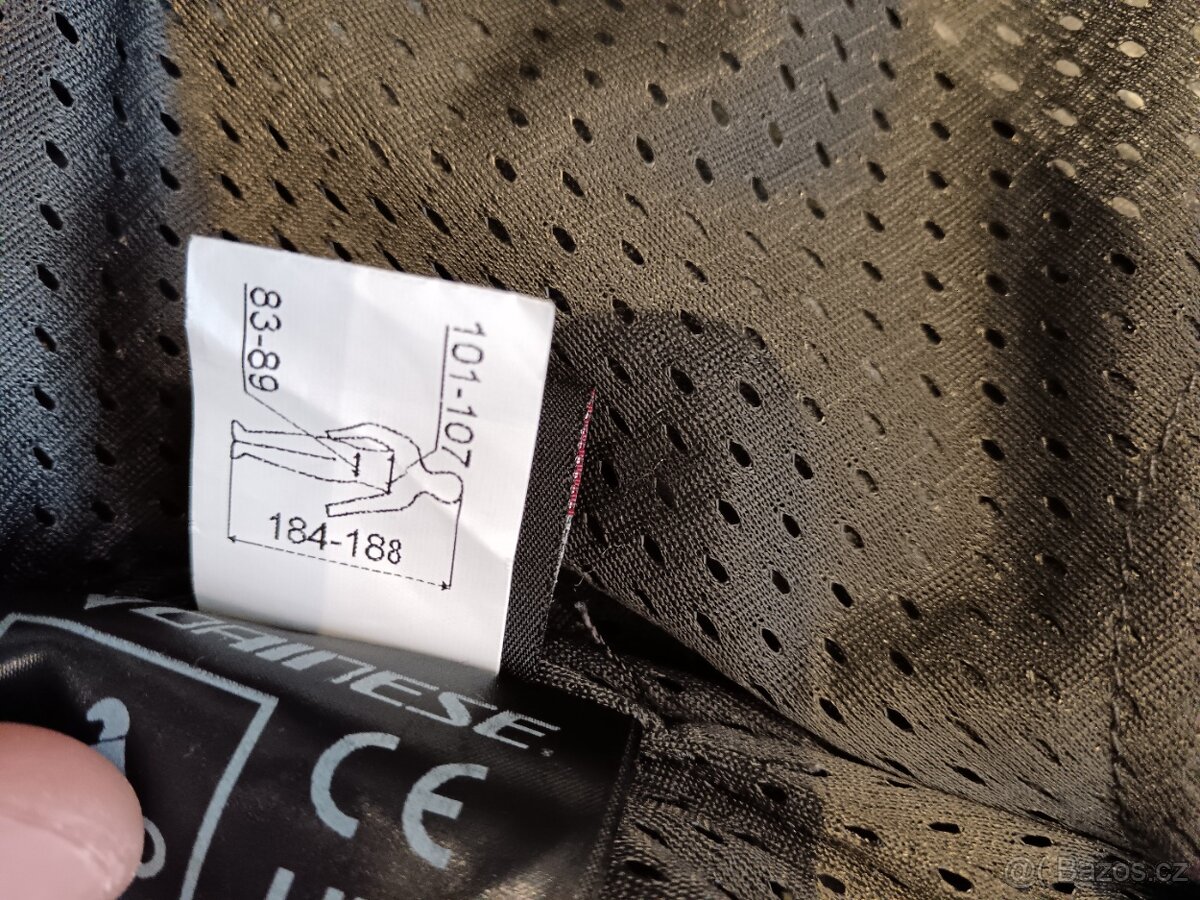 83-89
101-107
184-188
DAINESE
CE
© Bazos.cz